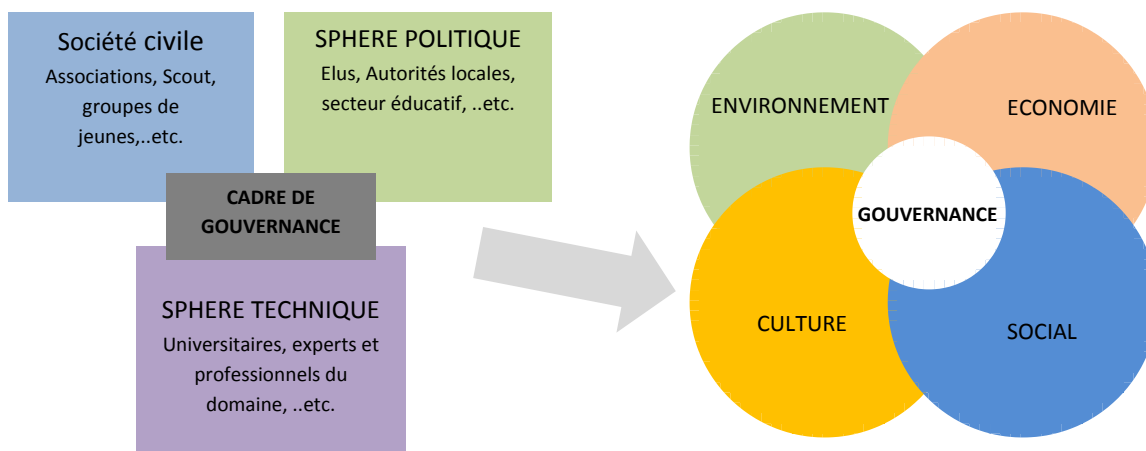 Société civile
Associations, Scout,
groupes de
jeunes,..etc.
SPHERE POLITIQUE
Elus, Autorités locales,
secteur éducatif, ..etc.
CADRE DE
GOUVERNANCE
SPHERE TECHNIQUE
Universitaires, experts et
professionnels du
domaine, ..etc.
ENVIRONNEMENT
ECONOMIE
GOUVERNANCE
CULTURE
SOCIAL